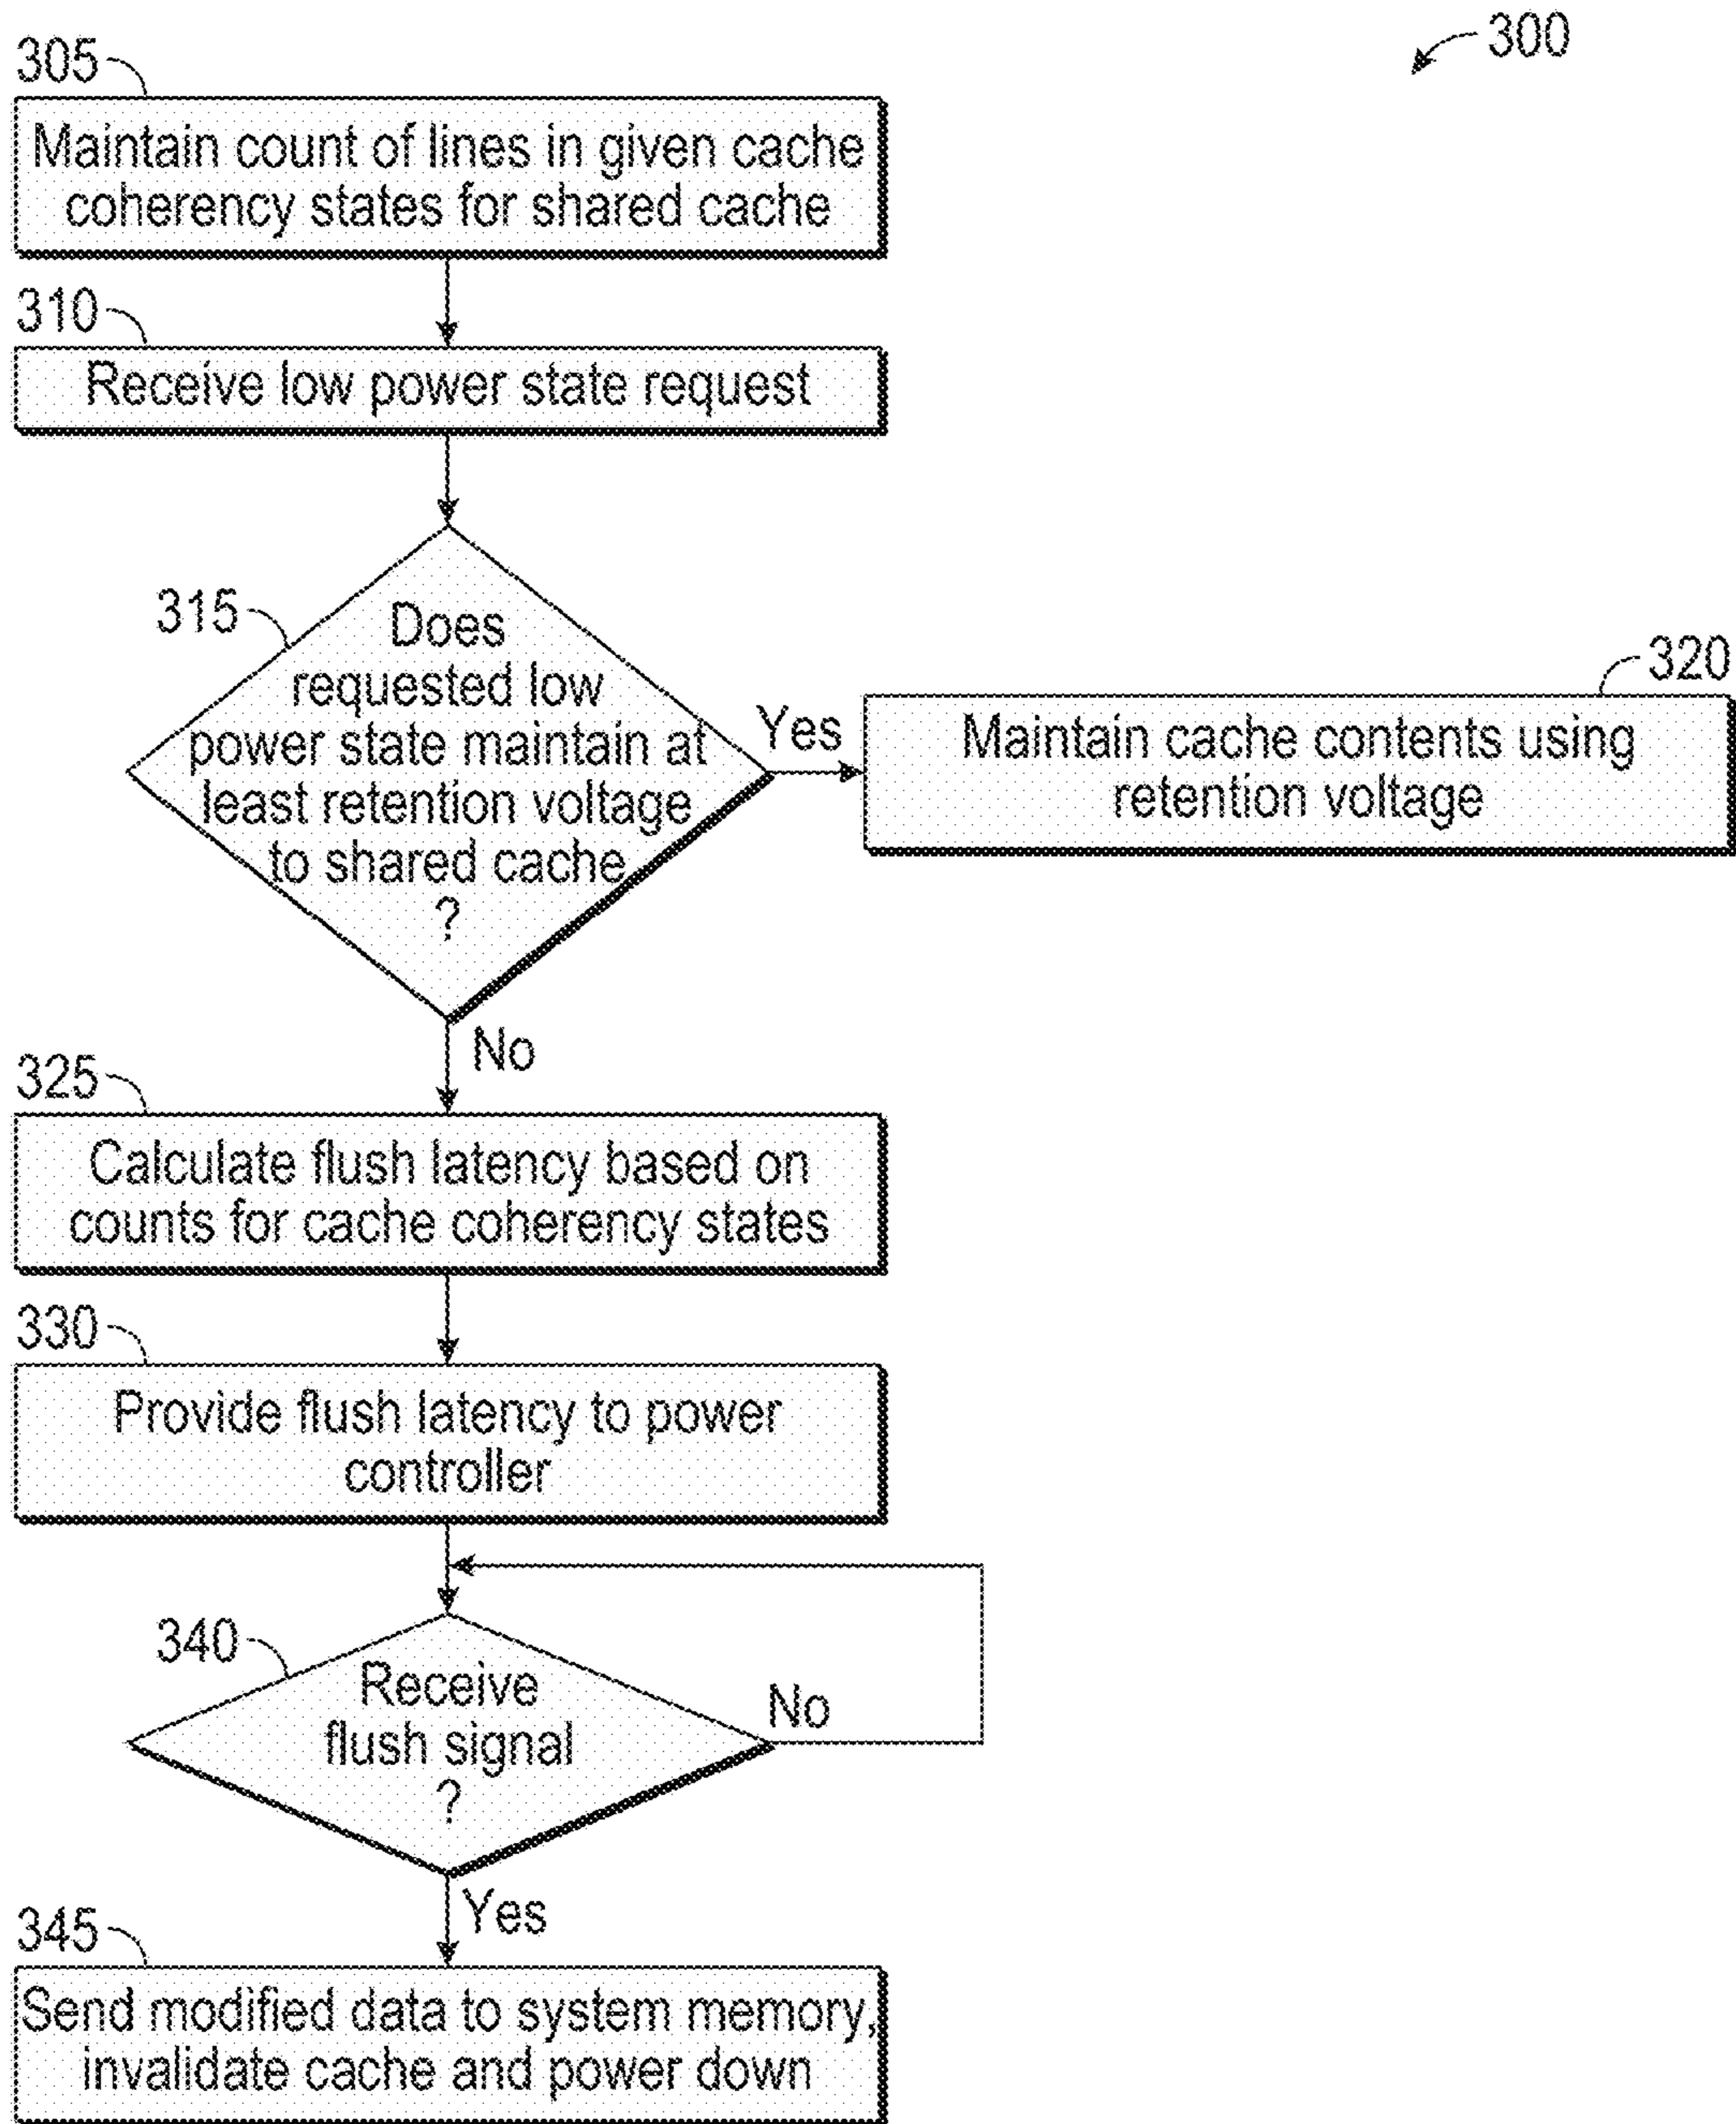 300
305
Maintain count of lines in given cache
coherency states for shared cache
310
Receive low power state request
315
Does
requested low
power state maintain at
least retention voltage
to shared cache
?
Yes
320
Maintain cache contents using
retention voltage
No
325
Calculate flush latency based on
counts for cache coherency states
330
Provide flush latency to power
controller
340
Receive
flush signal
?
No
Yes
345
Send modified data to system memory,
invalidate cache and power down